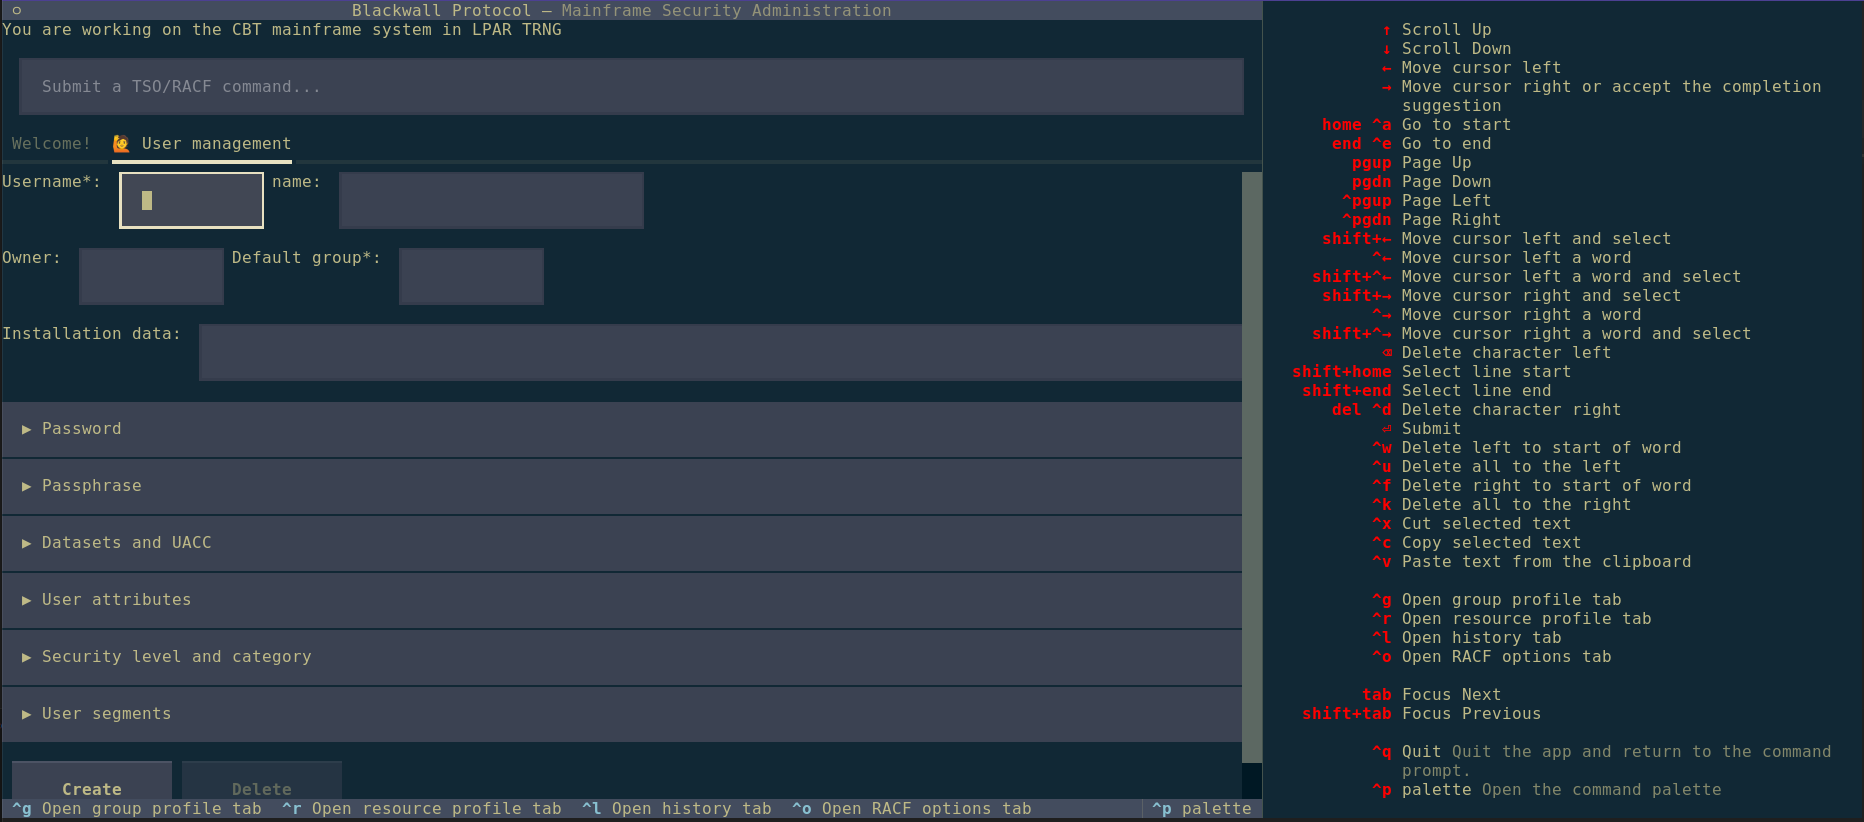 Blackwall Protocol — Mainframe Security Administration
You are working on the CBT mainframe system in LPAR TRNG
Submit a TSO/RACF command...
Welcome! 🙋 User management
Username*: name:
Owner: Default group*:
Installation data:
▶ Password
▶ Passphrase
▶ Datasets and UACC
▶ User attributes
▶ Security level and category
▶ User segments
Create Delete
^g Open group profile tab ^r Open resource profile tab ^l Open history tab ^o Open RACF options tab ^p palette
↑ Scroll Up
↓ Scroll Down
← Move cursor left
→ Move cursor right or accept the completion
suggestion
home ^a Go to start
end ^e Go to end
pgup Page Up
pgdn Page Down
^pgup Page Left
^pgdn Page Right
shift+← Move cursor left and select
^← Move cursor left a word
shift+^← Move cursor left a word and select
shift+→ Move cursor right and select
^→ Move cursor right a word
shift+^→ Move cursor right a word and select
⌫ Delete character left
shift+home Select line start
shift+end Select line end
del ^d Delete character right
⏎ Submit
^w Delete left to start of word
^u Delete all to the left
^f Delete right to start of word
^k Delete all to the right
^x Cut selected text
^c Copy selected text
^v Paste text from the clipboard
^g Open group profile tab
^r Open resource profile tab
^l Open history tab
^o Open RACF options tab
tab Focus Next
shift+tab Focus Previous
^q Quit Quit the app and return to the command
prompt.
^p palette Open the command palette